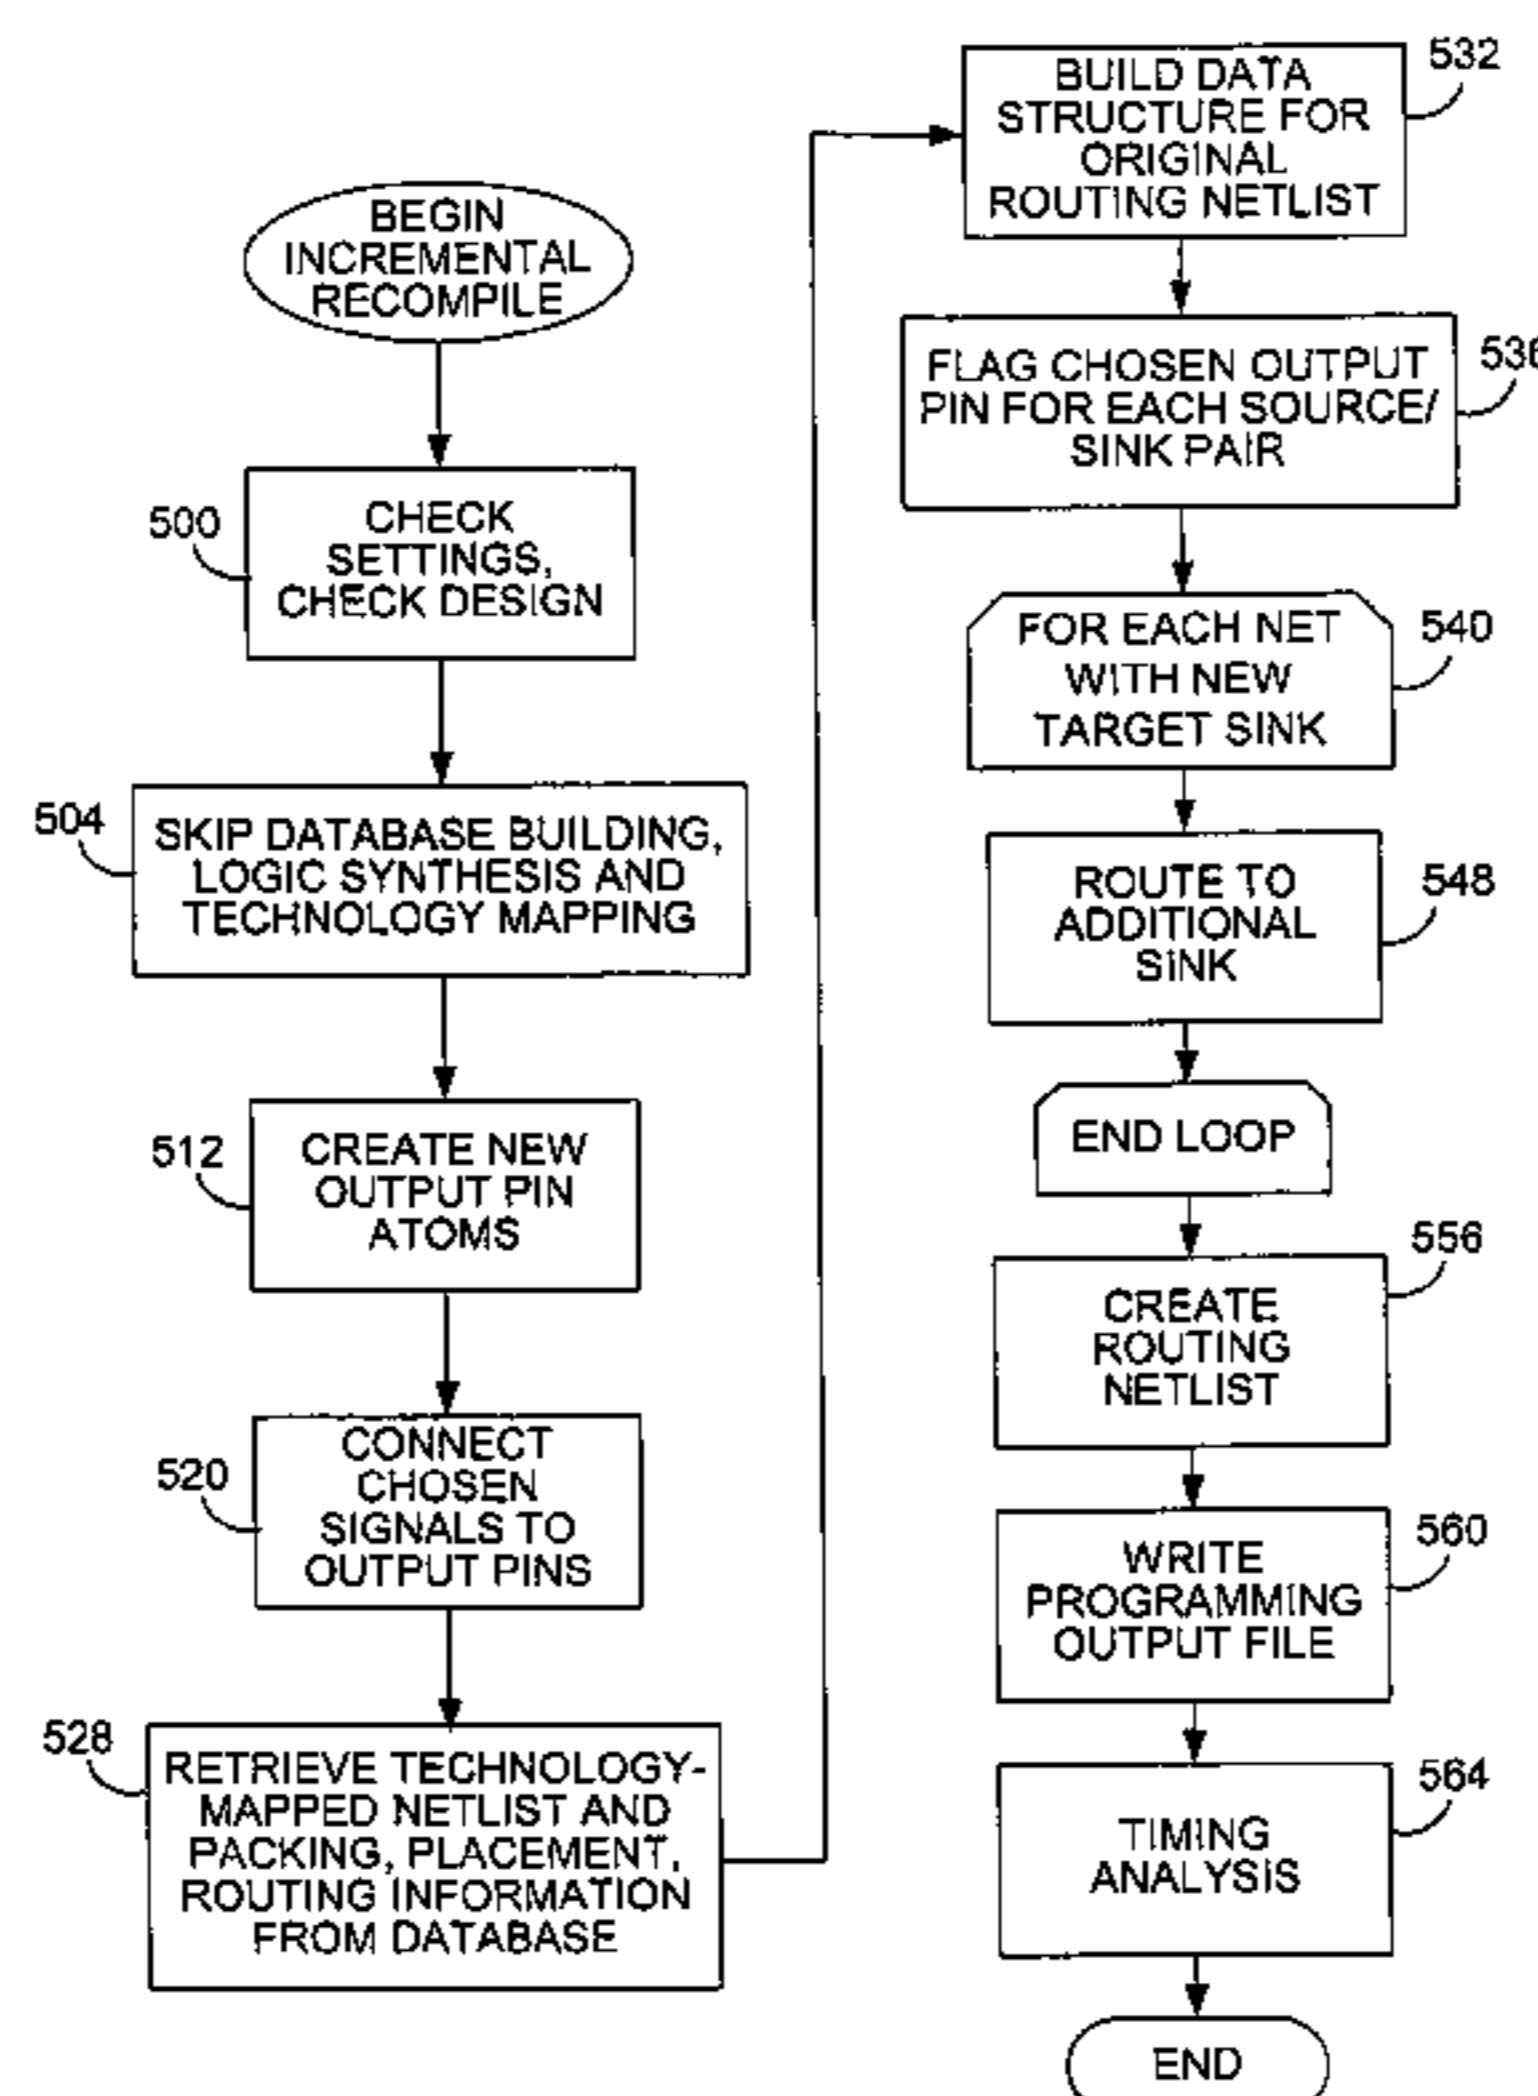 BEGIN
INCREMENTAL
RECOMPILE
500
CHECK
SETTINGS,
CHECK DESIGN
504
SKIP DATABASE BUILDING,
LOGIC SYNTHESIS AND
TECHNOLOGY MAPPING
512
CREATE NEW
OUTPUT PIN
ATOMS
520
CONNECT
CHOSEN
SIGNALS TO
OUTPUT PINS
528
RETRIEVE TECHNOLOGY-
MAPPED NETLIST AND
PACKING, PLACEMENT,
ROUTING INFORMATION
FROM DATABASE
532
BUILD DATA
STRUCTURE FOR
ORIGINAL
ROUTING NETLIST
536
FLAG CHOSEN OUTPUT
PIN FOR EACH SOURCE/
SINK PAIR
540
FOR EACH NET
WITH NEW
TARGET SINK
548
ROUTE TO
ADDITIONAL
SINK
END LOOP
556
CREATE
ROUTING
NETLIST
560
WRITE
PROGRAMMING
OUTPUT FILE
564
TIMING
ANALYSIS
END